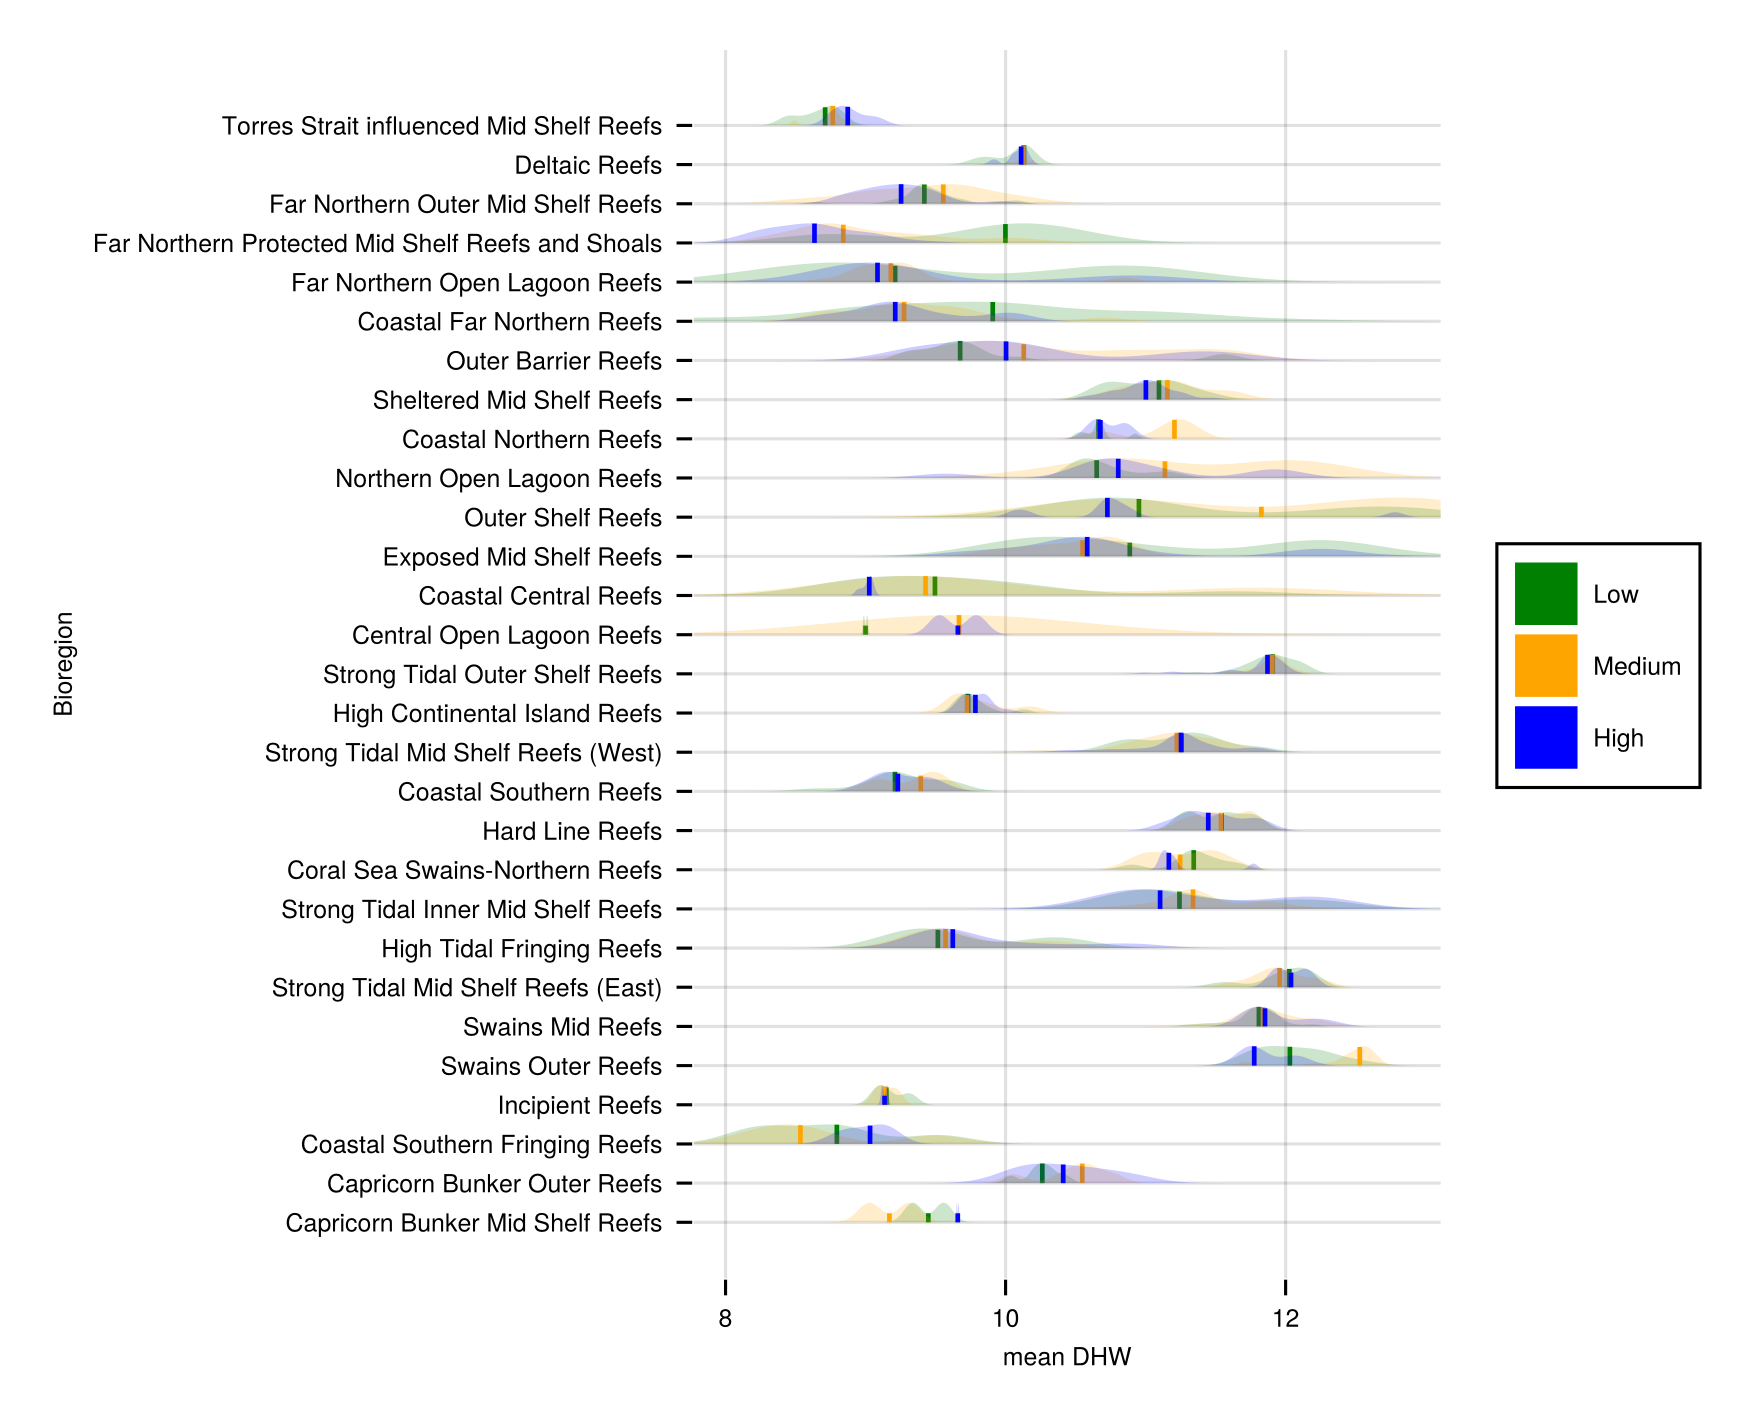 Torres Strait influenced Mid Shelf Reefs
Deltaic Reefs
Far Northern Outer Mid Shelf Reefs
Far Northern Protected Mid Shelf Reefs and Shoals
Far Northern Open Lagoon Reefs
Coastal Far Northern Reefs
Outer Barrier Reefs
Sheltered Mid Shelf Reefs
Coastal Northern Reefs
Northern Open Lagoon Reefs
Outer Shelf Reefs
Exposed Mid Shelf Reefs
Coastal Central Reefs
Central Open Lagoon Reefs
Strong Tidal Outer Shelf Reefs
High Continental Island Reefs
Strong Tidal Mid Shelf Reefs (West)
Coastal Southern Reefs
Hard Line Reefs
Coral Sea Swains-Northern Reefs
Strong Tidal Inner Mid Shelf Reefs
High Tidal Fringing Reefs
Strong Tidal Mid Shelf Reefs (East)
Swains Mid Reefs
Swains Outer Reefs
Incipient Reefs
Coastal Southern Fringing Reefs
Capricorn Bunker Outer Reefs
Capricorn Bunker Mid Shelf Reefs
Bioregion
8
10
12
mean DHW
Low
Medium
High